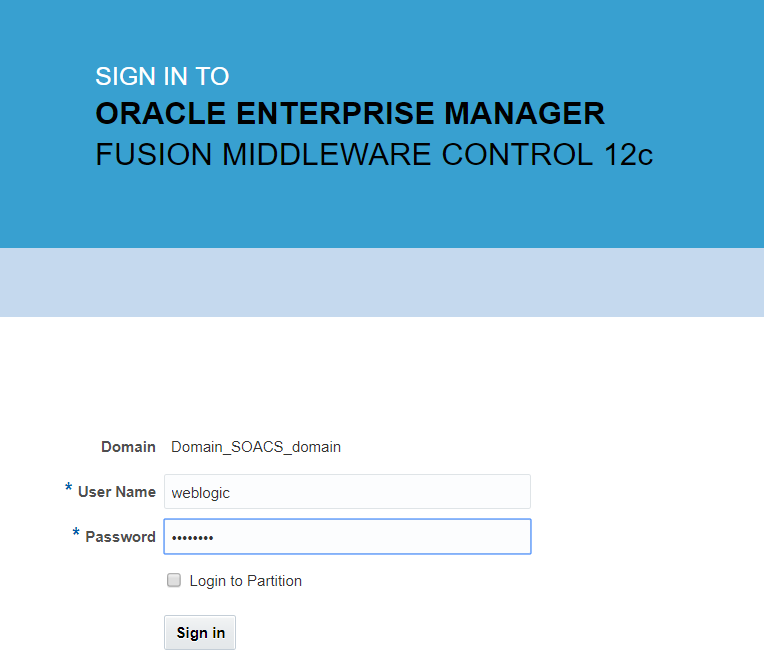 SIGN IN TO
ORACLE ENTERPRISE MANAGER
FUSION MIDDLEWARE CONTROL 12c
Domain Domain_SOACS_domain
* User Name weblogic
* Password ••••••••
Login to Partition
Sign in